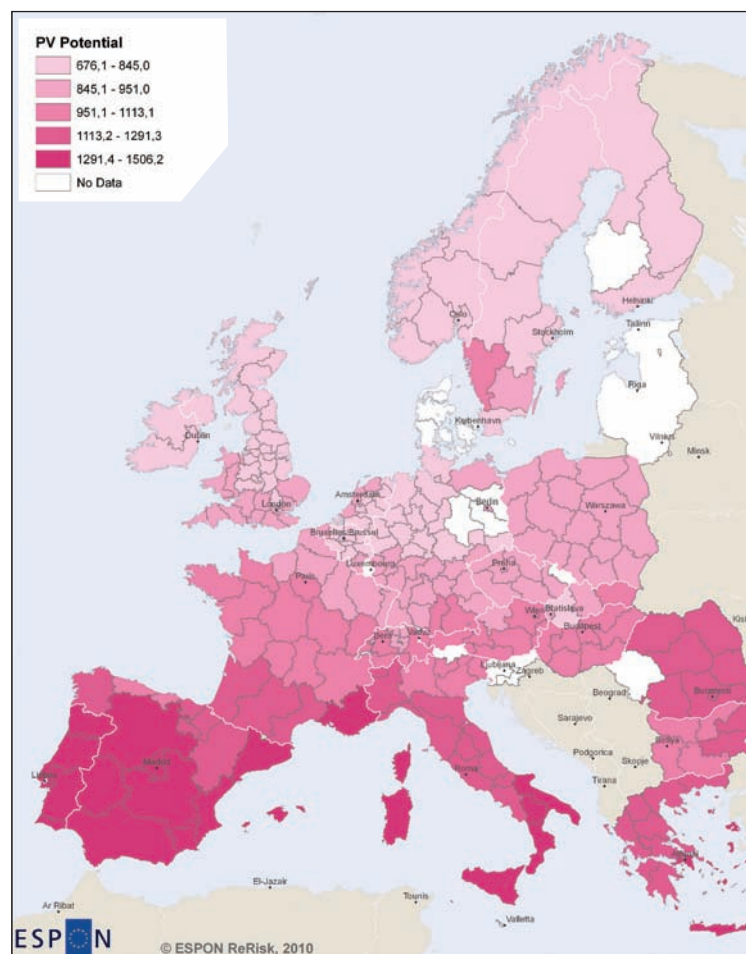 PV Potential
676,1 - 845,0
845,1 - 951,0
951,1 - 1113,1
1113,2 - 1291,3
1291,4 - 1506,2
No Data
Helsinki
Oslo
Tallinn
Stockholm
Riga
København
Vilnius
Minsk
Dublin
London
Amsterdam
Berlin
Warszawa
Bruxelles/Brussel
Luxembourg
Praha
Paris
Wien
Bratislava
Budapest
Bern
Vaduz
Ljubljana
Zagreb
Beograd
Bucuresti
Sarajevo
Podgorica
Sofiya
Skopje
Tirana
Roma
Madrid
Lisboa
El-Jazair
Tounis
Ar Ribat
Valletta
ESPON
© ESPON ReRisk, 2010